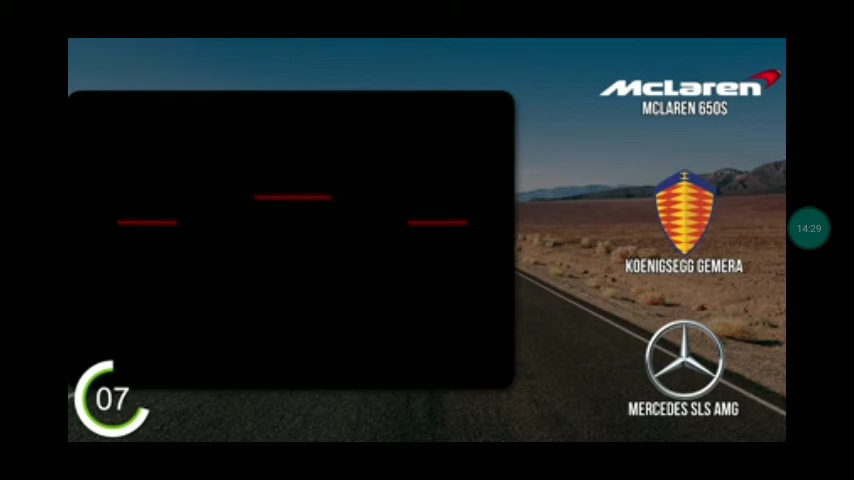 McLaren
MCLAREN 650S
KOENIGSEGG GEMERA
MERCEDES SLS AMG
07
14:29